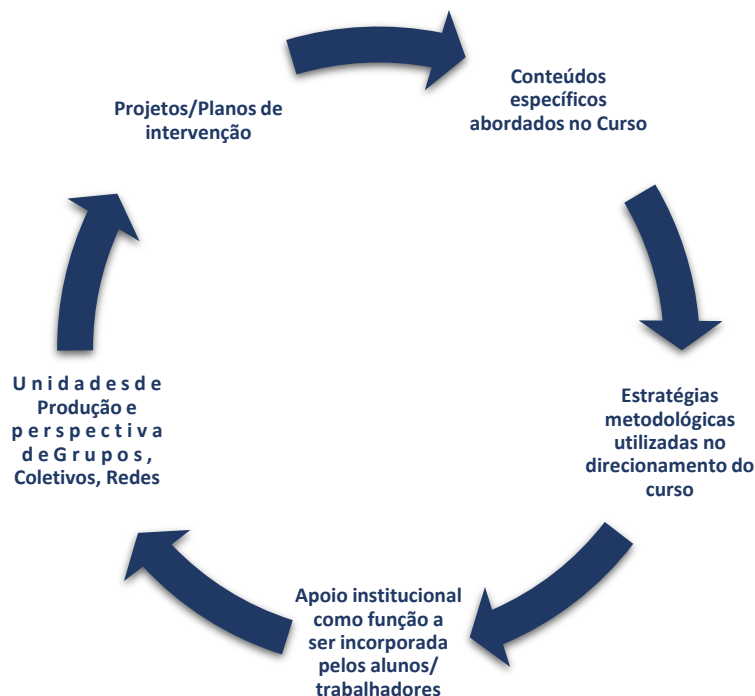 Projetos/Planos de
intervenção
Conteúdos
específicos
abordados no Curso
Estratégias
metodológicas
utilizadas no
direcionamento do
curso
Apoio institucional
como função a
ser incorporada
pelos alunos/
trabalhadores
U n i d a d e s d e
Produção e
p e r s p e c t i v a
d e G r u p o s ,
Coletivos, Redes